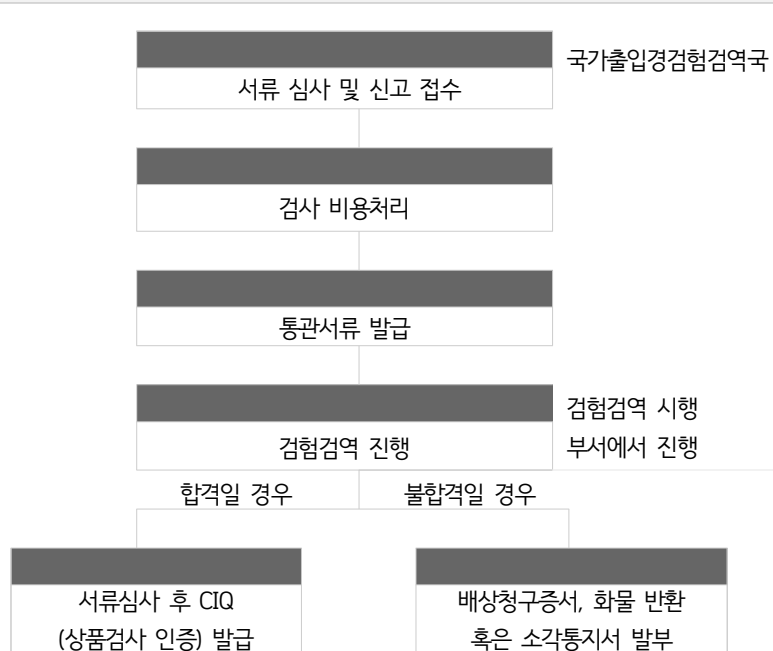 국가출입경검험검역국
서류 심사 및 신고 접수
검사 비용처리
통관서류 발급
검험검역 시행
부서에서 진행
검험검역 진행
합격일 경우
불합격일 경우
서류심사 후 CIQ
(상품검사 인증) 발급
배상청구증서, 화물 반환
혹은 소각통지서 발부